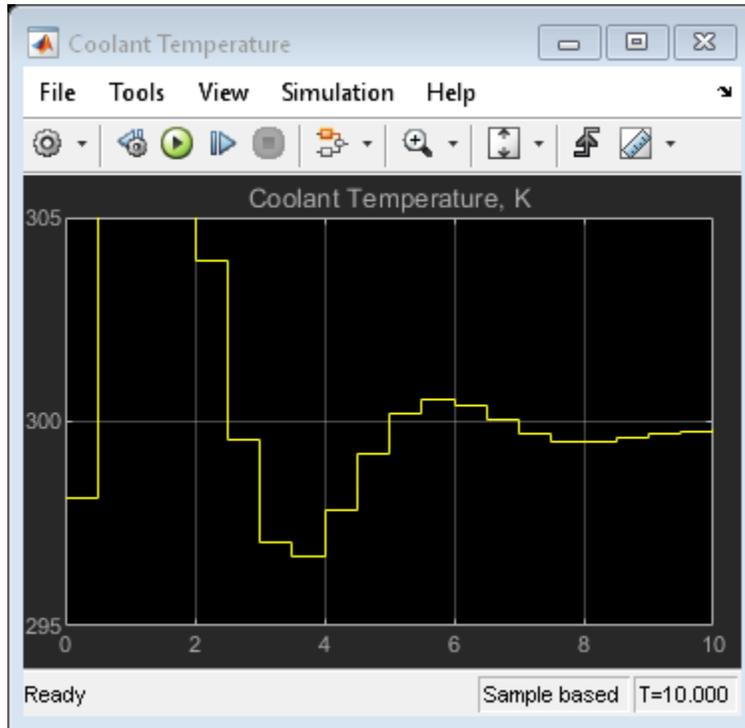 Coolant Temperature
File Tools View Simulation Help
Coolant Temperature, K
305
300
295
0 2 4 6 8 10
Ready Sample based T=10.000